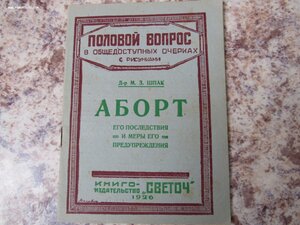 ПОЛОВОЙ ВОПРОС
В ОБЩЕДОСТУПНЫХ ОЧЕРКАХ
С РИСУНКАМИ
Д-р М. З. ШПАК
АБОРТ
ЕГО ПОСЛЕДСТВИЯ
И МЕРЫ ЕГО
ПРЕДУПРЕЖДЕНИЯ
КНИГО-
ИЗДАТЕЛЬСТВО „СВЕТОЧ"
1926